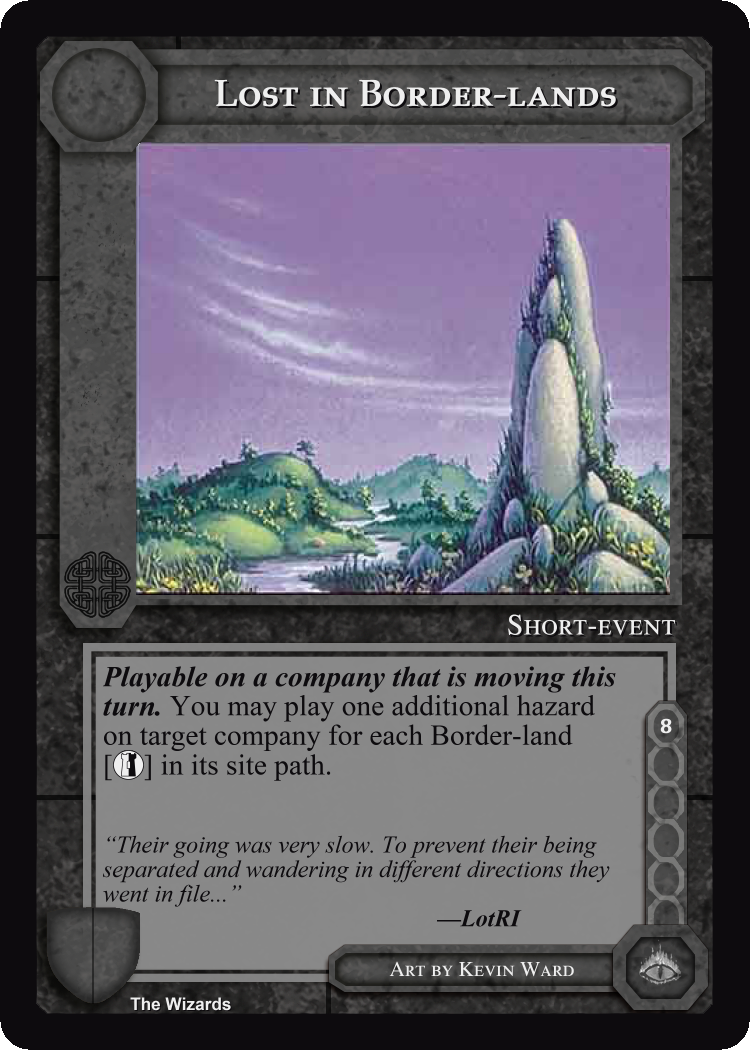 Lost in Border-lands
Short-event
Playable on a company that is moving this
turn. You may play one additional hazard
on target company for each Border-land
[] in its site path.
8
“Their going was very slow. To prevent their being
separated and wandering in different directions they
went in file...”
—LotRI
Art by Kevin Ward
The Wizards